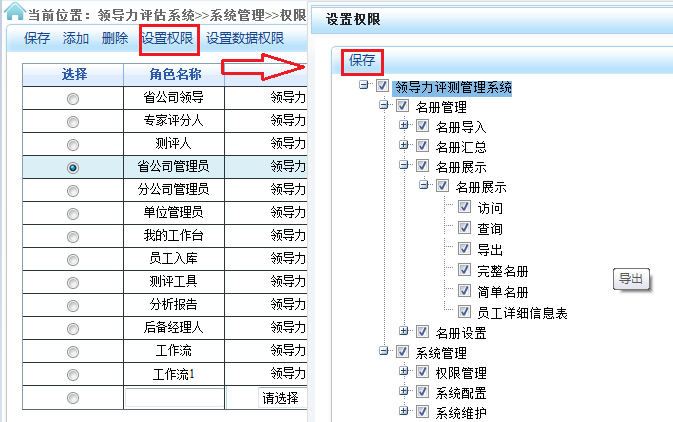 当前位置：领导力评估系统>>系统管理>>权限
保存 添加 删除 设置权限 设置数据权限
选择 角色名称
省公司领导 领导力
专家评分人 领导力
测评人 领导力
省公司管理员 领导力
分公司管理员 领导力
单位管理员 领导力
我的工作台 领导力
员工入库 领导力
测评工具 领导力
分析报告 领导力
后备经理人 领导力
工作流 领导力
工作流1 领导力
请选择
设置权限
保存
领导力评测管理系统
名册管理
名册导入
名册汇总
名册展示
名册展示
访问
查询
导出
完整名册
简单名册
员工详细信息表
名册设置
系统管理
权限管理
系统配置
系统维护
导出